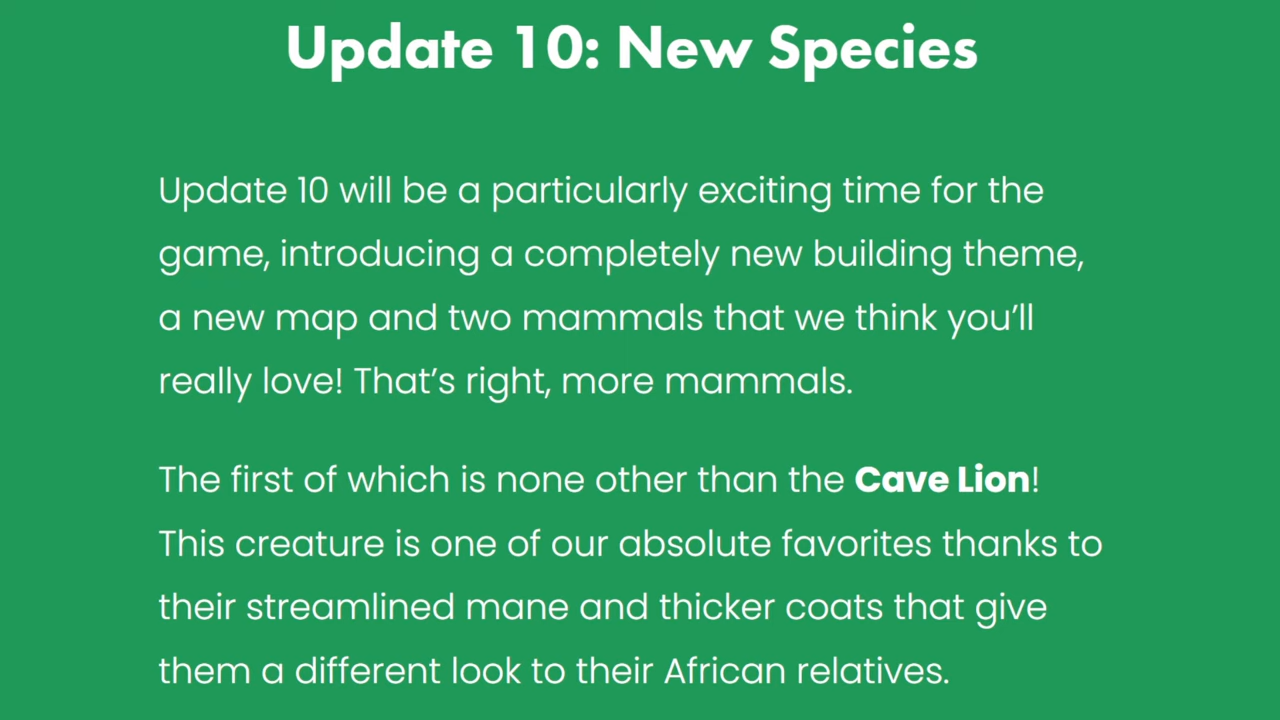 Update 10: New Species
Update 10 will be a particularly exciting time for the
game, introducing a completely new building theme,
a new map and two mammals that we think you’ll
really love! That’s right, more mammals.
The first of which is none other than the Cave Lion!
This creature is one of our absolute favorites thanks to
their streamlined mane and thicker coats that give
them a different look to their African relatives.